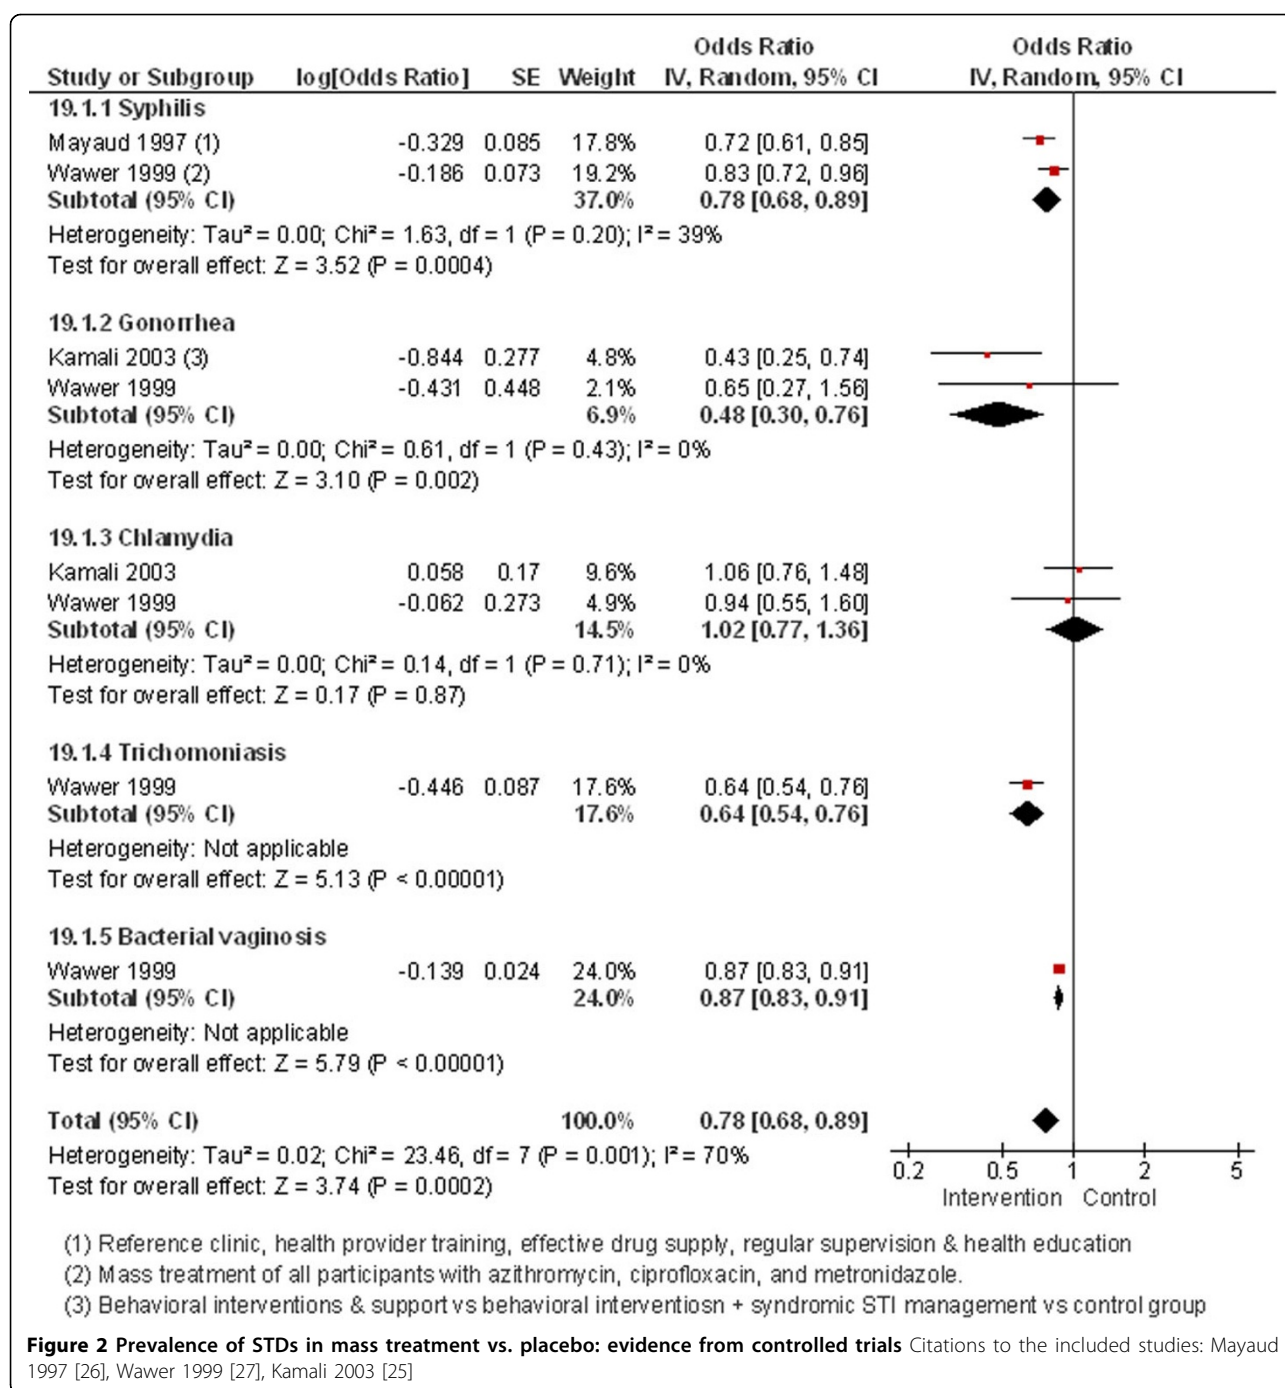 Odds Ratio Odds Ratio
Study or Subgroup log[Odds Ratio] SE Weight IV, Random, 95% CI IV, Random, 95% CI
19.1.1 Syphilis
Mayaud 1997 (1) -0.329 0.085 17.8% 0.72 [0.61, 0.85]
Wawer 1999 (2) -0.186 0.073 19.2% 0.83 [0.72, 0.96]
Subtotal (95% CI) 37.0% 0.78 [0.68, 0.89]
Heterogeneity: Tau² = 0.00; Chi² = 1.63, df = 1 (P = 0.20); I² = 39%
Test for overall effect: Z = 3.52 (P = 0.0004)
19.1.2 Gonorrhea
Kamali 2003 (3) -0.844 0.277 4.8% 0.43 [0.25, 0.74]
Wawer 1999 -0.431 0.448 2.1% 0.65 [0.27, 1.56]
Subtotal (95% CI) 6.9% 0.48 [0.30, 0.76]
Heterogeneity: Tau² = 0.00; Chi² = 0.61, df = 1 (P = 0.43); I² = 0%
Test for overall effect: Z = 3.10 (P = 0.002)
19.1.3 Chlamydia
Kamali 2003 0.058 0.17 9.6% 1.06 [0.76, 1.48]
Wawer 1999 -0.062 0.273 4.9% 0.94 [0.55, 1.60]
Subtotal (95% CI) 14.5% 1.02 [0.77, 1.36]
Heterogeneity: Tau² = 0.00; Chi² = 0.14, df = 1 (P = 0.71); I² = 0%
Test for overall effect: Z = 0.17 (P = 0.87)
19.1.4 Trichomoniasis
Wawer 1999 -0.446 0.087 17.6% 0.64 [0.54, 0.76]
Subtotal (95% CI) 17.6% 0.64 [0.54, 0.76]
Heterogeneity: Not applicable
Test for overall effect: Z = 5.13 (P < 0.00001)
19.1.5 Bacterial vaginosis
Wawer 1999 -0.139 0.024 24.0% 0.87 [0.83, 0.91]
Subtotal (95% CI) 24.0% 0.87 [0.83, 0.91]
Heterogeneity: Not applicable
Test for overall effect: Z = 5.79 (P < 0.00001)
Total (95% CI) 100.0% 0.78 [0.68, 0.89]
Heterogeneity: Tau² = 0.02; Chi² = 23.46, df = 7 (P = 0.001); I² = 70%
Test for overall effect: Z = 3.74 (P = 0.0002)
0.2 0.5 1 2 5
Intervention Control
(1) Reference clinic, health provider training, effective drug supply, regular supervision & health education
(2) Mass treatment of all participants with azithromycin, ciprofloxacin, and metronidazole.
(3) Behavioral interventions & support vs behavioral interventiosn + syndromic STI management vs control group
Figure 2 Prevalence of STDs in mass treatment vs. placebo: evidence from controlled trials Citations to the included studies: Mayaud
1997 [26], Wawer 1999 [27], Kamali 2003 [25]